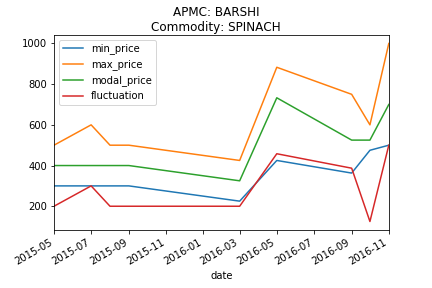 APMC: BARSHI
Commodity: SPINACH
min_price
max_price
modal_price
fluctuation
1000
800
600
400
200
2015-05
2015-07
2015-09
2015-11
2016-01
2016-03
2016-05
2016-07
2016-09
2016-11
date